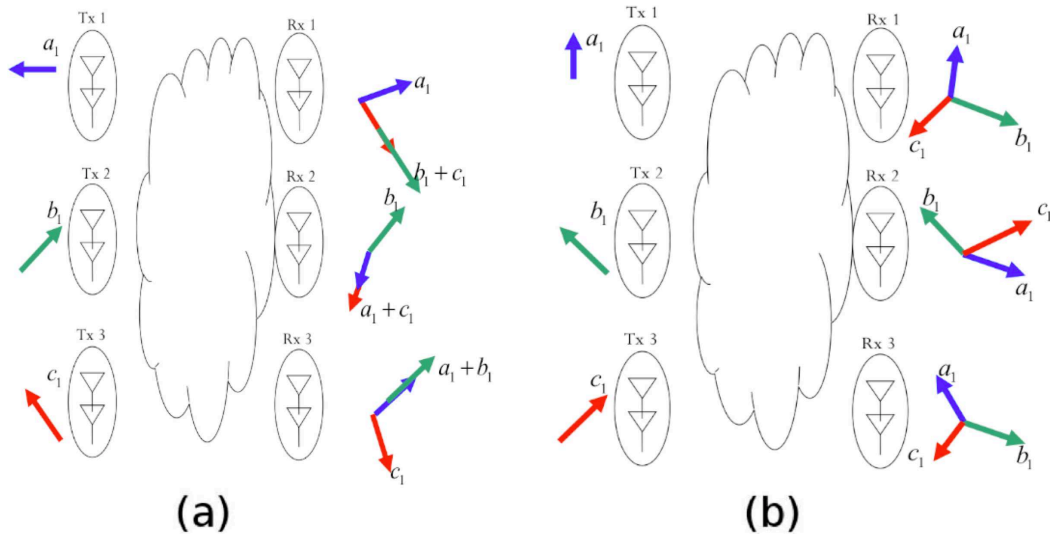 Tx 1
Rx 1
a₁
a₁
b₁ + c₁
Tx 2
Rx 2
b₁
b₁
a₁ + c₁
Tx 3
Rx 3
c₁
a₁ + b₁
c₁
(a)
Tx 1
Rx 1
a₁
a₁
c₁
b₁
Tx 2
Rx 2
b₁
b₁
c₁
a₁
Tx 3
Rx 3
c₁
a₁
c₁
b₁
(b)